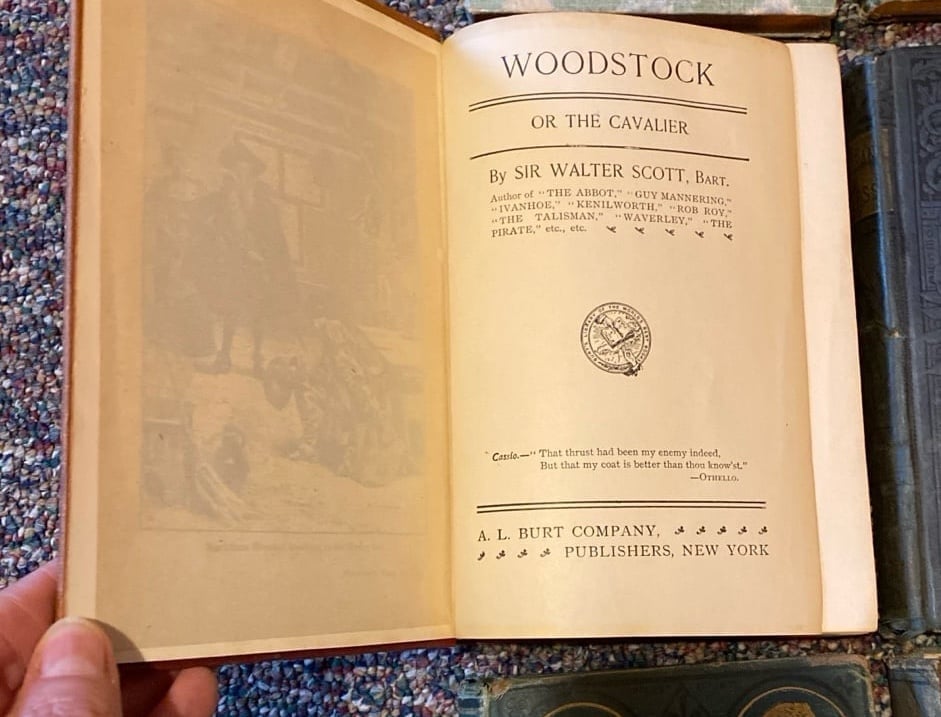 WOODSTOCK
OR THE CAVALIER
By SIR WALTER SCOTT, BART.
Author of "THE ABBOT," "GUY MANNERING,"
"IVANHOE," "KENILWORTH," "ROB ROY,"
"THE TALISMAN," "WAVERLEY," "THE
PIRATE," etc., etc.
Cassio.—"That thrust had been my enemy indeed,
But that my coat is better than thou know'st."
—OTHELLO.
A. L. BURT COMPANY,
PUBLISHERS, NEW YORK